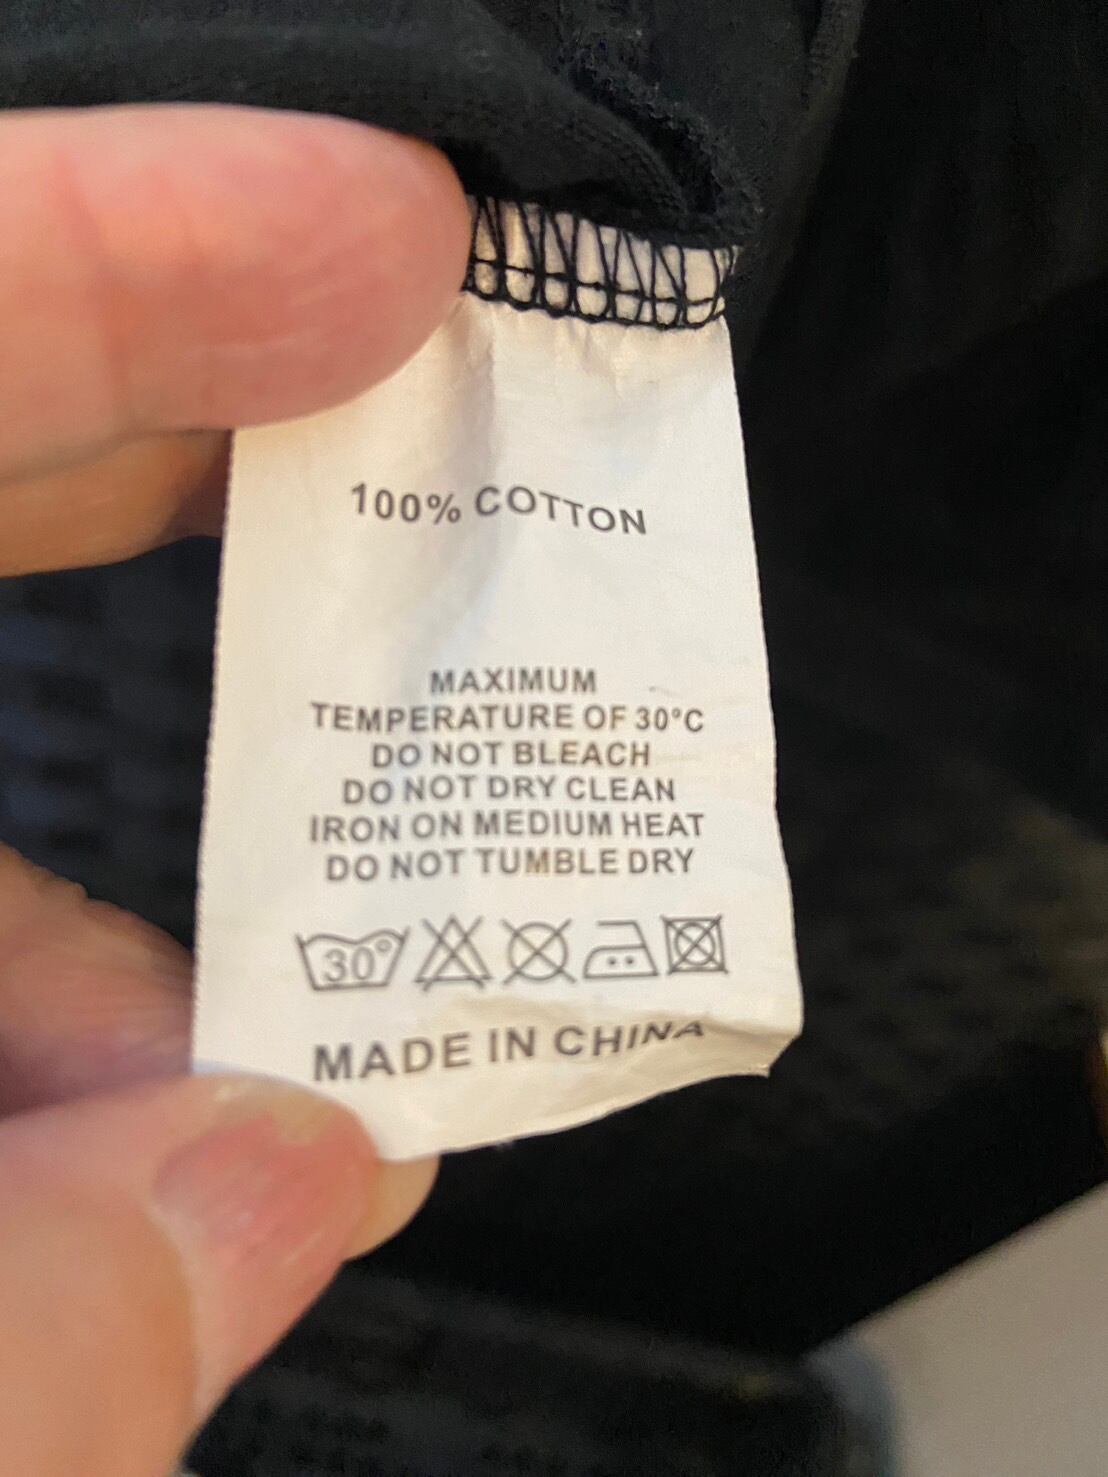 100% COTTON
MAXIMUM
TEMPERATURE OF 30°C
DO NOT BLEACH
DO NOT DRY CLEAN
IRON ON MEDIUM HEAT
DO NOT TUMBLE DRY
30°
MADE IN CHINA